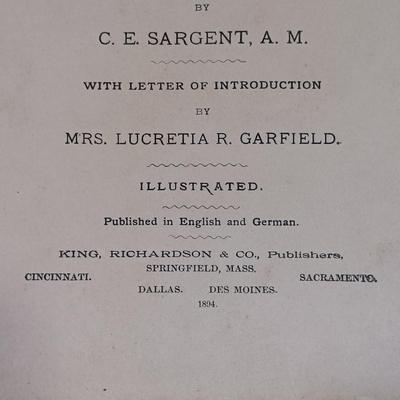 BY
C. E. SARGENT, A. M.
WITH LETTER OF INTRODUCTION
BY
MRS. LUCRETIA R. GARFIELD.
ILLUSTRATED.
Published in English and German.
KING, RICHARDSON & CO., Publishers,
SPRINGFIELD, MASS.
CINCINNATI. SACRAMENTO.
DALLAS. DES MOINES.
1894.